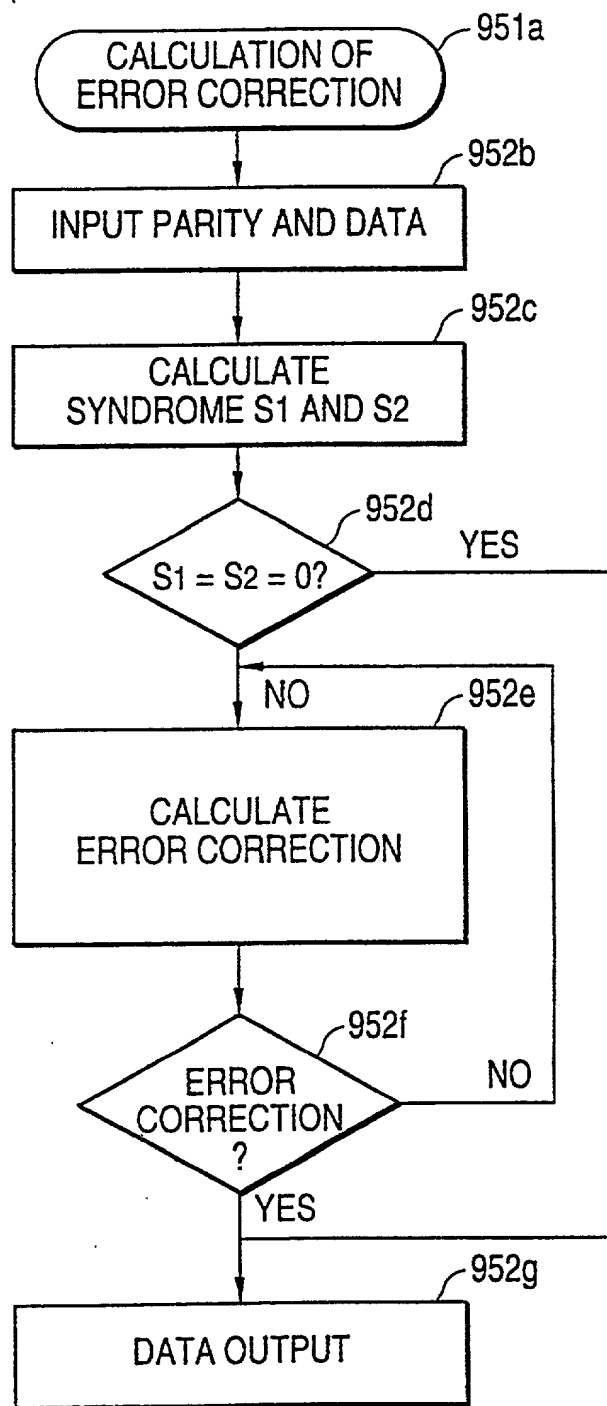 951a
CALCULATION OF
ERROR CORRECTION
952b
INPUT PARITY AND DATA
952c
CALCULATE
SYNDROME S1 AND S2
952d
S1 = S2 = 0?
YES
NO
952e
CALCULATE
ERROR CORRECTION
952f
ERROR
CORRECTION
?
NO
YES
952g
DATA OUTPUT